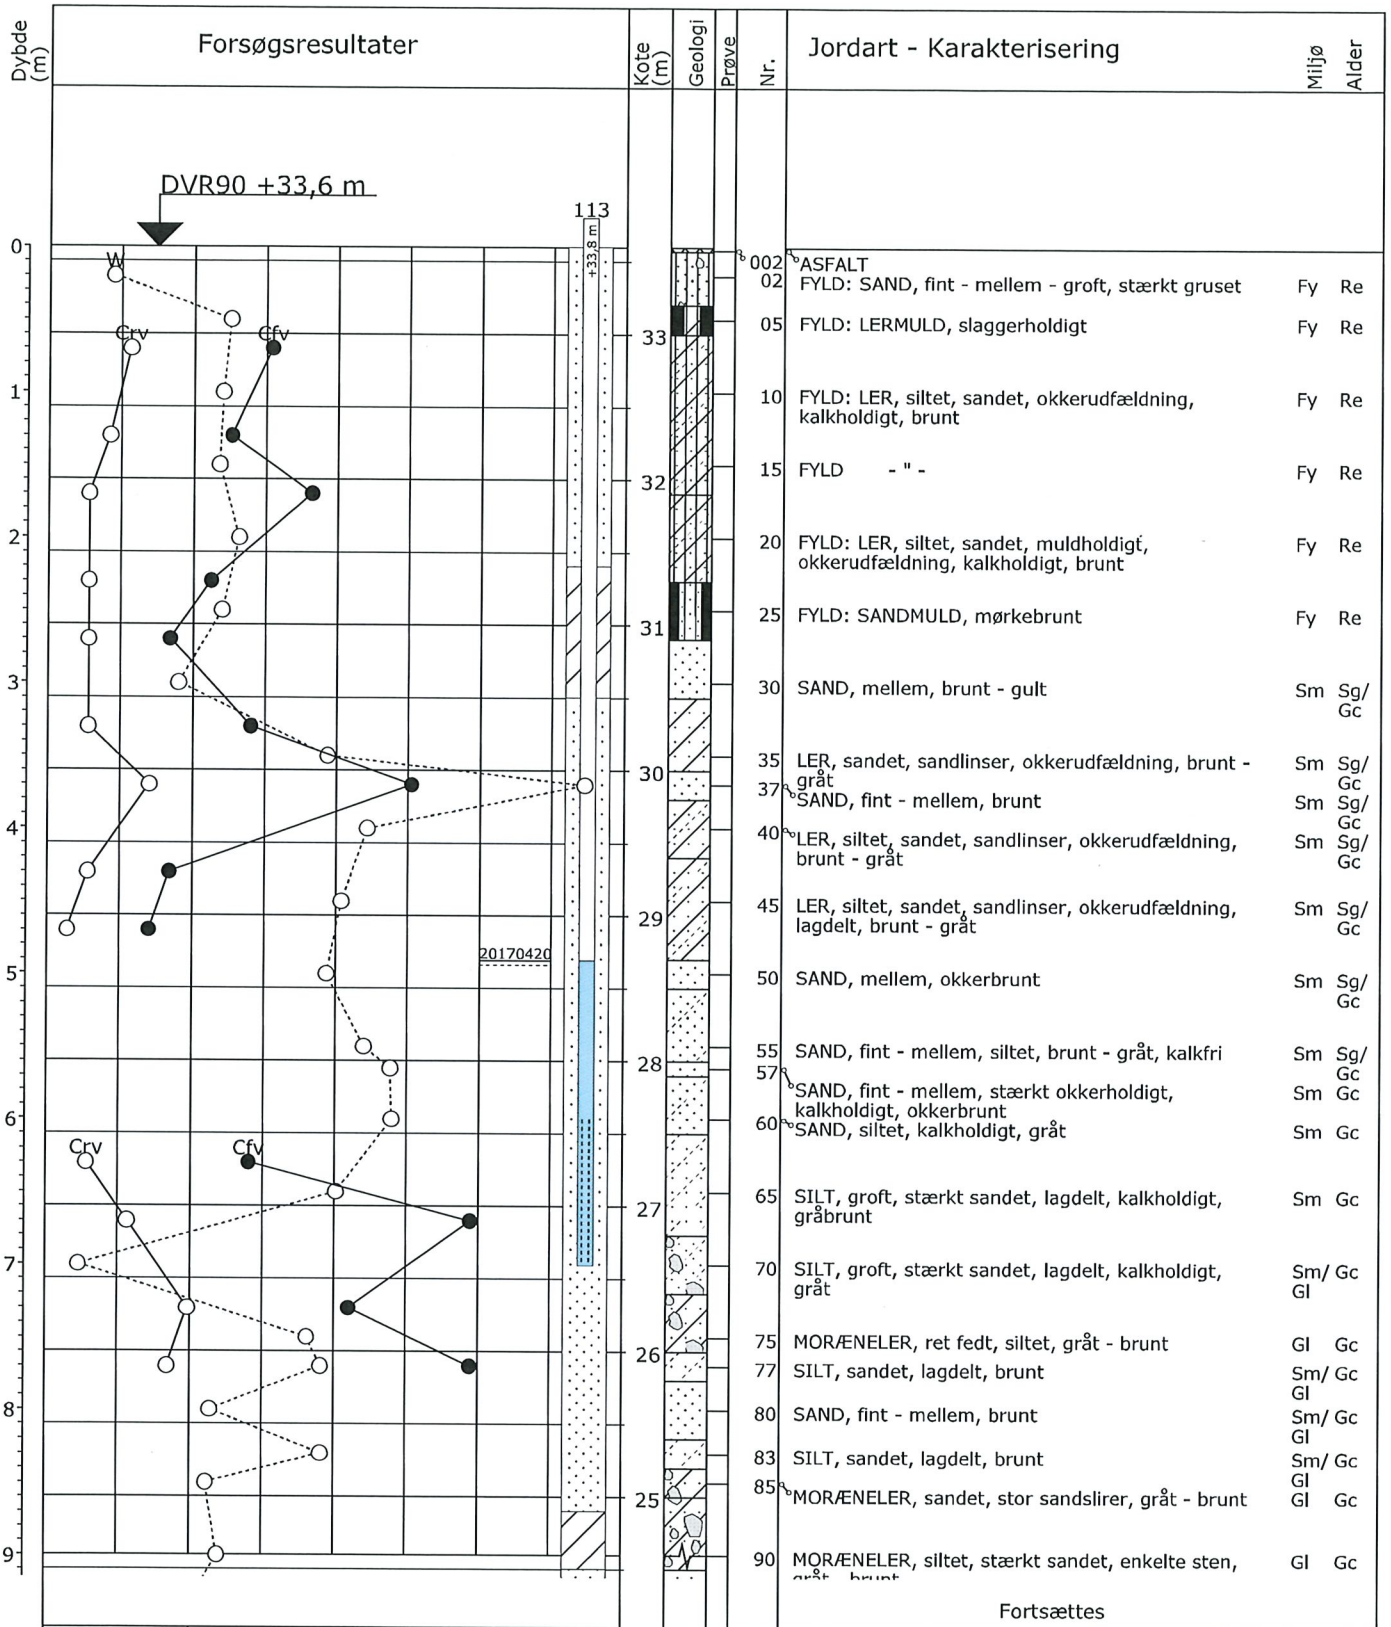 Dybde (m)
Forsøgsresultater
Kote (m)
Geologi
Prøve
Nr.
Jordart - Karakterisering
Miljø
Alder
DVR90 +33,6 m
113
+33,8 m
0
W
002 ASFALT
02 FYLD: SAND, fint - mellem - groft, stærkt gruset Fy Re
Crv Cfv
33
05 FYLD: LERMULD, slaggerholdigt Fy Re
1
10 FYLD: LER, siltet, sandet, okkerudfældning, Fy Re
kalkholdigt, brunt
32
15 FYLD - " - Fy Re
2
20 FYLD: LER, siltet, sandet, muldholdigt, Fy Re
okkerudfældning, kalkholdigt, brunt
31
25 FYLD: SANDMULD, mørkebrunt Fy Re
3
30 SAND, mellem, brunt - gult Sm Sg/
Gc
30
35 LER, sandet, sandlinser, okkerudfældning, brunt - Sm Sg/
gråt Gc
37 SAND, fint - mellem, brunt Sm Sg/
Gc
4
40 LER, siltet, sandet, sandlinser, okkerudfældning, Sm Sg/
brunt - gråt Gc
29
45 LER, siltet, sandet, sandlinser, okkerudfældning, Sm Sg/
lagdelt, brunt - gråt Gc
20170420
5
50 SAND, mellem, okkerbrunt Sm Sg/
Gc
28
55 SAND, fint - mellem, siltet, brunt - gråt, kalkfri Sm Sg/
Gc
57 SAND, fint - mellem, stærkt okkerholdigt, Sm Gc
kalkholdigt, okkerbrunt
6
60 SAND, siltet, kalkholdigt, gråt Sm Gc
Crv Cfv
27
65 SILT, groft, stærkt sandet, lagdelt, kalkholdigt, Sm Gc
gråbrunt
7
70 SILT, groft, stærkt sandet, lagdelt, kalkholdigt, Sm/ Gc
gråt Gl
26
75 MORÆNELER, ret fedt, siltet, gråt - brunt Gl Gc
77 SILT, sandet, lagdelt, brunt Sm/ Gc
Gl
8
80 SAND, fint - mellem, brunt Sm/ Gc
Gl
83 SILT, sandet, lagdelt, brunt Sm/ Gc
Gl
25
85 MORÆNELER, sandet, stor sandslirer, gråt - brunt Gl Gc
9
90 MORÆNELER, siltet, stærkt sandet, enkelte sten, Gl Gc
Fortsættes